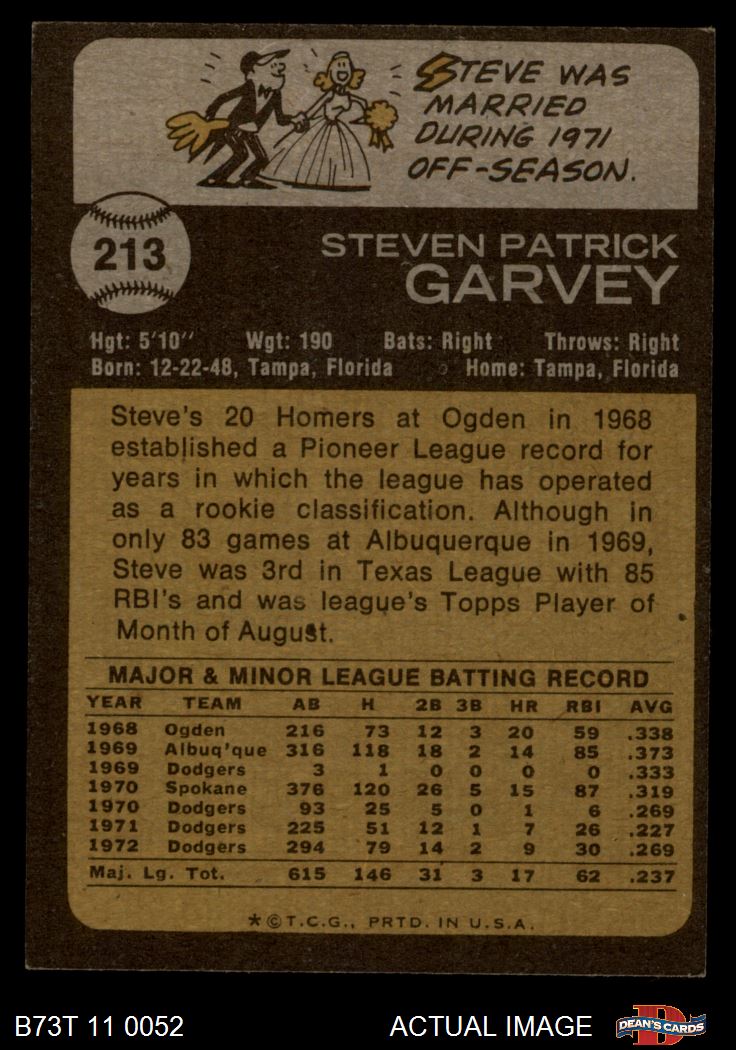 STEVE WAS
MARRIED
DURING 1971
OFF-SEASON.
213
STEVEN PATRICK
GARVEY
Hgt: 5'10'' Wgt: 190 Bats: Right Throws: Right
Born: 12-22-48, Tampa, Florida Home: Tampa, Florida
Steve's 20 Homers at Ogden in 1968
established a Pioneer League record for
years in which the league has operated
as a rookie classification. Although in
only 83 games at Albuquerque in 1969,
Steve was 3rd in Texas League with 85
RBI's and was league's Topps Player of
Month of August.
MAJOR & MINOR LEAGUE BATTING RECORD
YEAR TEAM AB H 2B 3B HR RBI AVG
1968 Ogden 216 73 12 3 20 59 .338
1969 Albuq'que 316 118 18 2 14 85 .373
1969 Dodgers 3 1 0 0 0 0 .333
1970 Spokane 376 120 26 5 15 87 .319
1970 Dodgers 93 25 5 0 1 6 .269
1971 Dodgers 225 51 12 1 7 26 .227
1972 Dodgers 294 79 14 2 9 30 .269
Maj. Lg. Tot. 615 146 31 3 17 62 .237
*©T.C.G., PRTD. IN U.S.A.
B73T 11 0052 ACTUAL IMAGE D DEAN'S CARDS